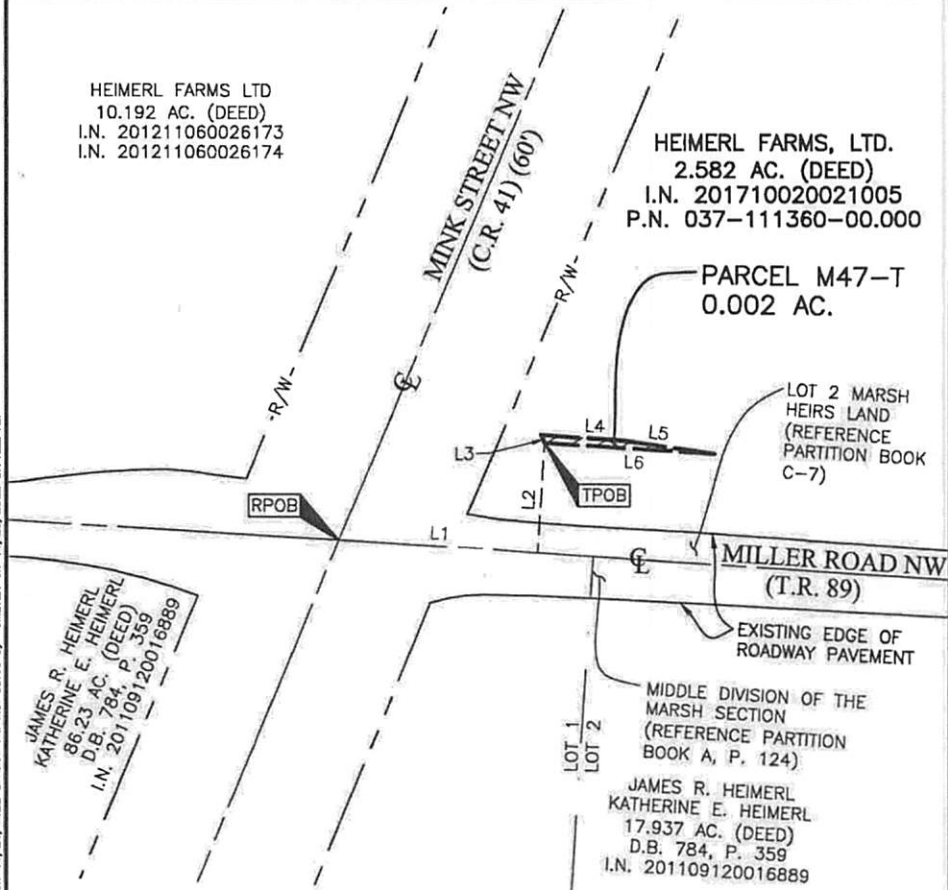 HEIMERL FARMS LTD
10.192 AC. (DEED)
I.N. 201211060026173
I.N. 201211060026174
MINK STREET NW
(C.R. 41) (60')
HEIMERL FARMS, LTD.
2.582 AC. (DEED)
I.N. 201710020021005
P.N. 037-111360-00.000
PARCEL M47-T
0.002 AC.
-R/W-
-R/W-
CL
LOT 2 MARSH
HEIRS LAND
(REFERENCE
PARTITION BOOK
C-7)
L3
L4
L5
L6
TPOB
L2
RPOB
L1
CL
MILLER ROAD NW
(T.R. 89)
EXISTING EDGE OF
ROADWAY PAVEMENT
JAMES R. HEIMERL
KATHERINE E. HEIMERL
86.23 AC. (DEED)
D.B. 784, P. 359
I.N. 201109120016889
LOT 1
LOT 2
MIDDLE DIVISION OF THE
MARSH SECTION
(REFERENCE PARTITION
BOOK A, P. 124)
JAMES R. HEIMERL
KATHERINE E. HEIMERL
17.937 AC. (DEED)
D.B. 784, P. 359
I.N. 201109120016889